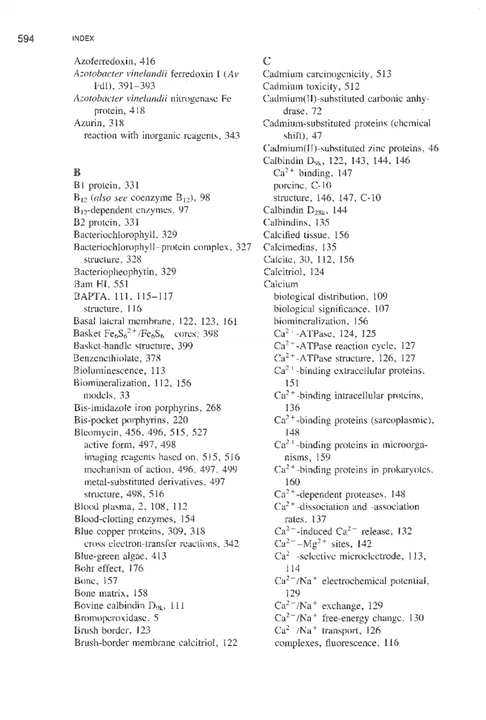 594 INDEX
Azoferredoxin, 416
Azotobacter vinelandii ferredoxin I (Av
FdI), 391–393
Azotobacter vinelandii nitrogenase Fe
protein, 418
Azurin, 318
reaction with inorganic reagents, 343
B
B1 protein, 331
B₁₂ (also see coenzyme B₁₂), 98
B₁₂-dependent enzymes, 97
B2 protein, 331
Bacteriochlorophyll, 329
Bacteriochlorophyll–protein complex, 327
structure, 328
Bacteriopheophytin, 329
Bam HI, 551
BAPTA, 111, 115–117
structure, 116
Basal lateral membrane, 122, 123, 161
Basket Fe₆S₆²⁺/Fe₆S₆⁻ cores, 398
Basket-handle structure, 399
Benzenethiolate, 378
Bioluminescence, 113
Biomineralization, 112, 156
models, 33
Bis-imidazole iron porphyrins, 268
Bis-pocket porphyrins, 220
Bleomycin, 456, 496, 515, 527
active form, 497, 498
imaging reagents based on, 515, 516
mechanism of action, 496, 497, 499
metal-substituted derivatives, 497
structure, 498, 516
Blood plasma, 2, 108, 112
Blood-clotting enzymes, 154
Blue copper proteins, 309, 318
cross electron-transfer reactions, 342
Blue-green algae, 413
Bohr effect, 176
Bone, 157
Bone matrix, 158
Bovine calbindin D₉ₖ, 111
Bromoperoxidase, 5
Brush border, 123
Brush-border membrane calcitriol, 122
C
Cadmium carcinogenicity, 513
Cadmium toxicity, 512
Cadmium(II)-substituted carbonic anhy-
drase, 72
Cadmium-substituted proteins (chemical
shift), 47
Cadmium(II)-substituted zinc proteins, 46
Calbindin D₉ₖ, 122, 143, 144, 146
Ca²⁺ binding, 147
porcine, C-10
structure, 146, 147, C-10
Calbindin D₂₈ₖ, 144
Calbindins, 135
Calcified tissue, 156
Calcimedins, 135
Calcite, 30, 112, 156
Calcitriol, 124
Calcium
biological distribution, 109
biological significance, 107
biomineralization, 156
Ca²⁺-ATPase, 124, 125
Ca²⁺-ATPase reaction cycle, 127
Ca²⁺-ATPase structure, 126, 127
Ca²⁺-binding extracellular proteins,
151
Ca²⁺-binding intracellular proteins,
136
Ca²⁺-binding proteins (sarcoplasmic),
148
Ca²⁺-binding proteins in microorga-
nisms, 159
Ca²⁺-binding proteins in prokaryotes,
160
Ca²⁺-dependent proteases, 148
Ca²⁺-dissociation and -association
rates, 137
Ca²⁺-induced Ca²⁺ release, 132
Ca²⁺–Mg²⁺ sites, 142
Ca²⁺-selective microelectrode, 113,
114
Ca²⁺/Na⁺ electrochemical potential,
129
Ca²⁺/Na⁺ exchange, 129
Ca²⁺/Na⁺ free-energy change, 130
Ca²⁺/Na⁺ transport, 126
complexes, fluorescence, 116